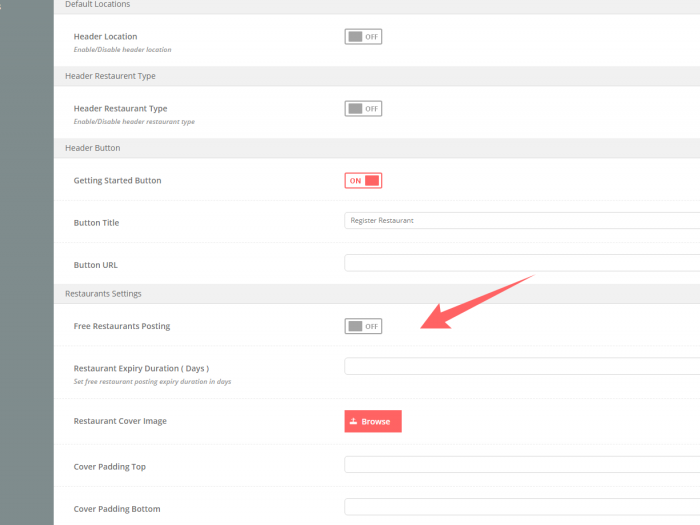 Default Locations
Header Location
OFF
Enable/Disable header location
Header Restaurent Type
Header Restaurant Type
OFF
Enable/Disable header restaurant type
Header Button
Getting Started Button
ON
Button Title
Register Restaurant
Button URL
Restaurants Settings
Free Restaurants Posting
OFF
Restaurant Expiry Duration ( Days )
Set free restaurant posting expiry duration in days
Restaurant Cover Image
Browse
Cover Padding Top
Cover Padding Bottom